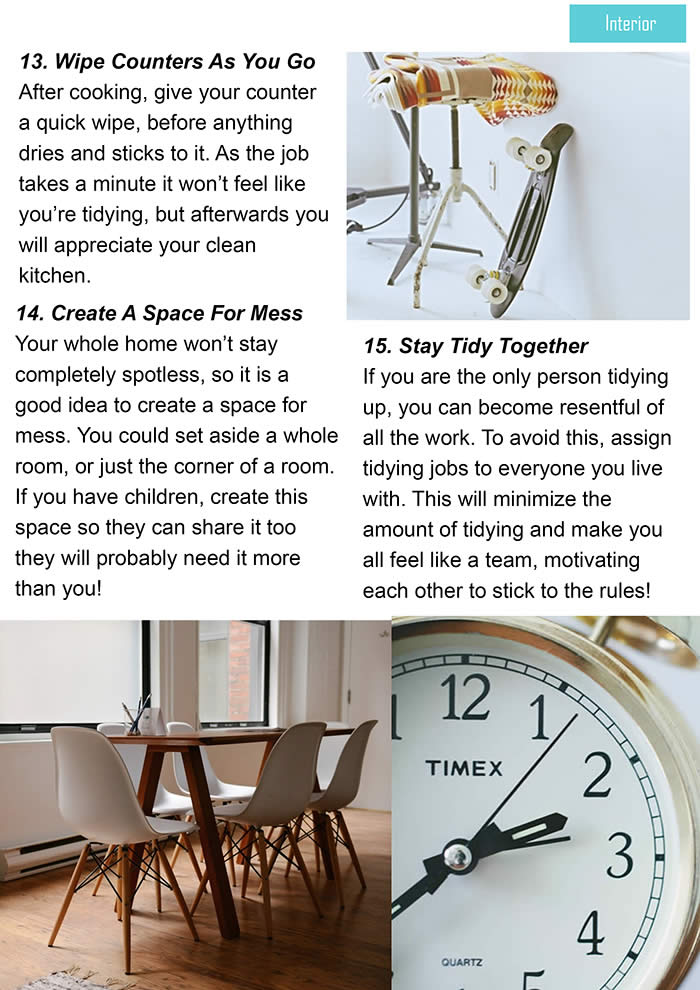 Interior
13. Wipe Counters As You Go
After cooking, give your counter
a quick wipe, before anything
dries and sticks to it. As the job
takes a minute it won’t feel like
you’re tidying, but afterwards you
will appreciate your clean
kitchen.
14. Create A Space For Mess
Your whole home won’t stay
completely spotless, so it is a
good idea to create a space for
mess. You could set aside a whole
room, or just the corner of a room.
If you have children, create this
space so they can share it too
they will probably need it more
than you!
15. Stay Tidy Together
If you are the only person tidying
up, you can become resentful of
all the work. To avoid this, assign
tidying jobs to everyone you live
with. This will minimize the
amount of tidying and make you
all feel like a team, motivating
each other to stick to the rules!
12
1
TIMEX
2
3
4
QUARTZ
5